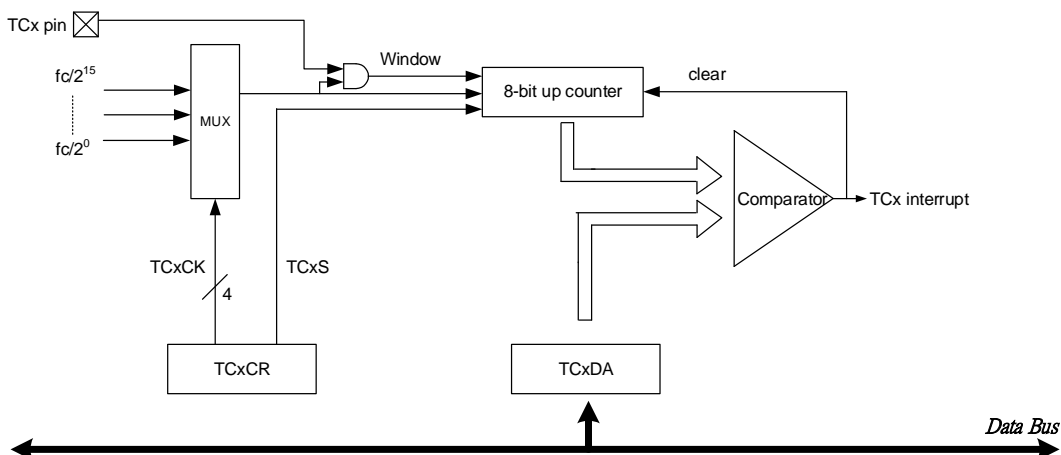 TCx pin
Window
clear
fc/2¹⁵
8-bit up counter
MUX
fc/2⁰
Comparator
TCx interrupt
TCxCK
TCxS
4
TCxCR
TCxDA
Data Bus